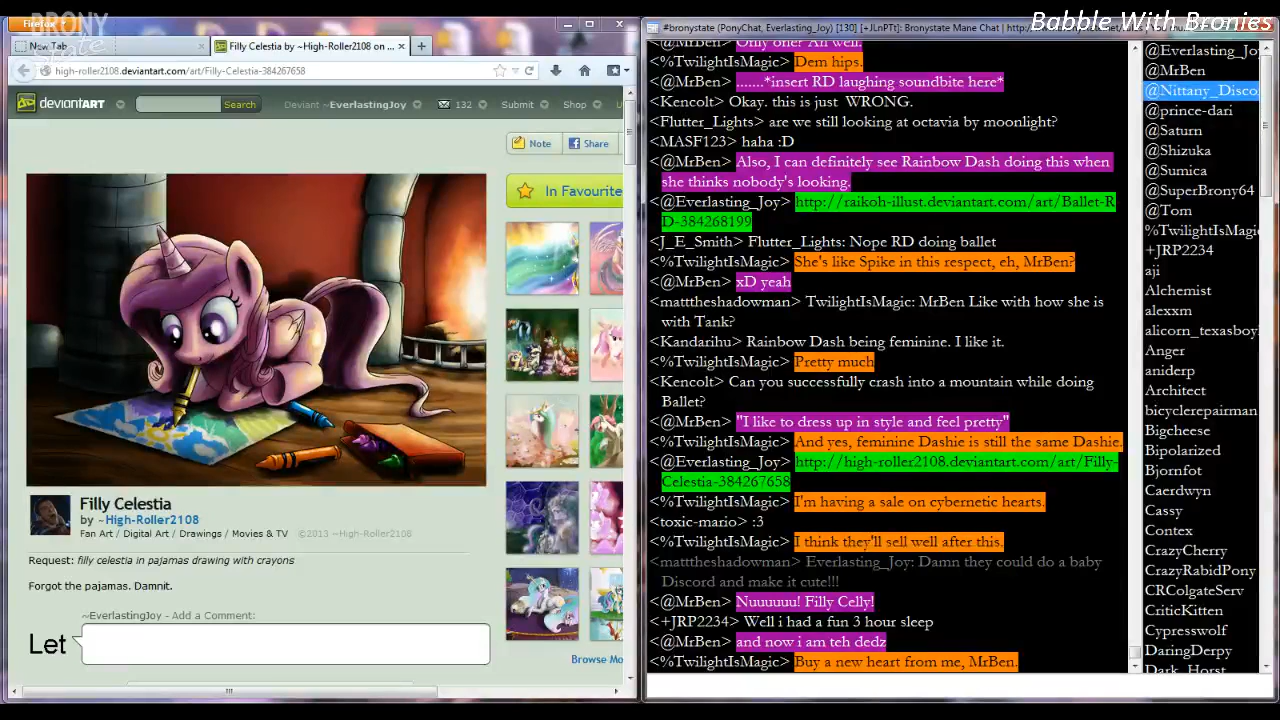 BRONY
State
Firefox
Babble With Bronies
New Tab
Filly Celestia by ~High-Roller2108 on ...
#bronystate (PonyChat, Everlasting_Joy) [130] [+JLnPTt]: Bronystate Mane Chat | http://
high-roller2108.deviantart.com/art/Filly-Celestia-384267658
deviantART
Search
Deviant ~EverlastingJoy
132
Submit
Shop
Note
Share
In Favourite
Filly Celestia
by ~High-Roller2108
Fan Art / Digital Art / Drawings / Movies & TV ©2013 ~High-Roller2108
Request: filly celestia in pajamas drawing with crayons
Forgot the pajamas. Damnit.
~EverlastingJoy - Add a Comment:
Let
Browse Mo
<@MrBen> Only one? Ah well.
<%TwilightIsMagic> Dem hips.
<@MrBen> .......*insert RD laughing soundbite here*
<Kencolt> Okay. this is just WRONG.
<Flutter_Lights> are we still looking at octavia by moonlight?
<MASF123> haha :D
<@MrBen> Also, I can definitely see Rainbow Dash doing this when
she thinks nobody's looking.
<@Everlasting_Joy> http://raikoh-illust.deviantart.com/art/Ballet-R
D-384268199
<J_E_Smith> Flutter_Lights: Nope RD doing ballet
<%TwilightIsMagic> She's like Spike in this respect, eh, MrBen?
<@MrBen> xD yeah
<matttheshadowman> TwilightIsMagic: MrBen Like with how she is
with Tank?
<Kandarihu> Rainbow Dash being feminine. I like it.
<%TwilightIsMagic> Pretty much
<Kencolt> Can you successfully crash into a mountain while doing
Ballet?
<@MrBen> "I like to dress up in style and feel pretty"
<%TwilightIsMagic> And yes, feminine Dashie is still the same Dashie.
<@Everlasting_Joy> http://high-roller2108.deviantart.com/art/Filly-
Celestia-384267658
<%TwilightIsMagic> I'm having a sale on cybernetic hearts.
<toxic-mario> :3
<%TwilightIsMagic> I think they'll sell well after this.
<matttheshadowman> Everlasting_Joy: Damn they could do a baby
Discord and make it cute!!!
<@MrBen> Nuuuuuu! Filly Celly!
<+JRP2234> Well i had a fun 3 hour sleep
<@MrBen> and now i am teh dedz
<%TwilightIsMagic> Buy a new heart from me, MrBen.
@Everlasting_Jo
@MrBen
@Nittany_Disco
@prince-dari
@Saturn
@Shizuka
@Sumica
@SuperBrony64
@Tom
%TwilightIsMagi
+JRP2234
aji
Alchemist
alexxm
alicorn_texasboy
Anger
aniderp
Architect
bicyclerepairman
Bigcheese
Bipolarized
Bjornfot
Caerdwyn
Cassy
Contex
CrazyCherry
CrazyRabidPony
CRColgateServ
CriticKitten
Cypresswolf
DaringDerpy
Dark_Horst